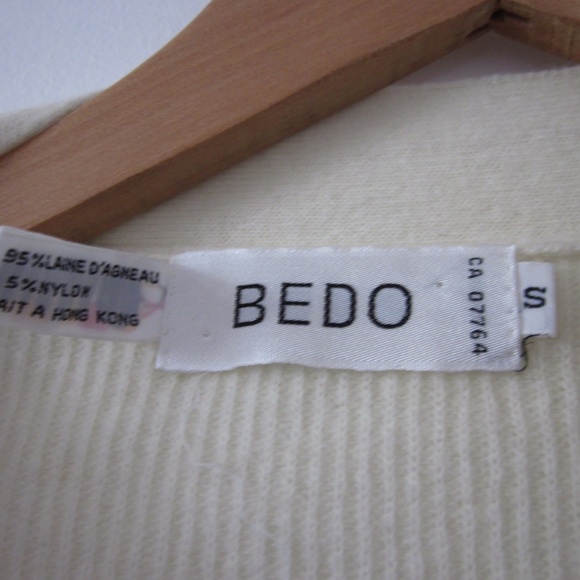 95% LAINE D'AGNEAU
5% NYLON
AIT A HONG KONG
BEDO
CA 07764
S